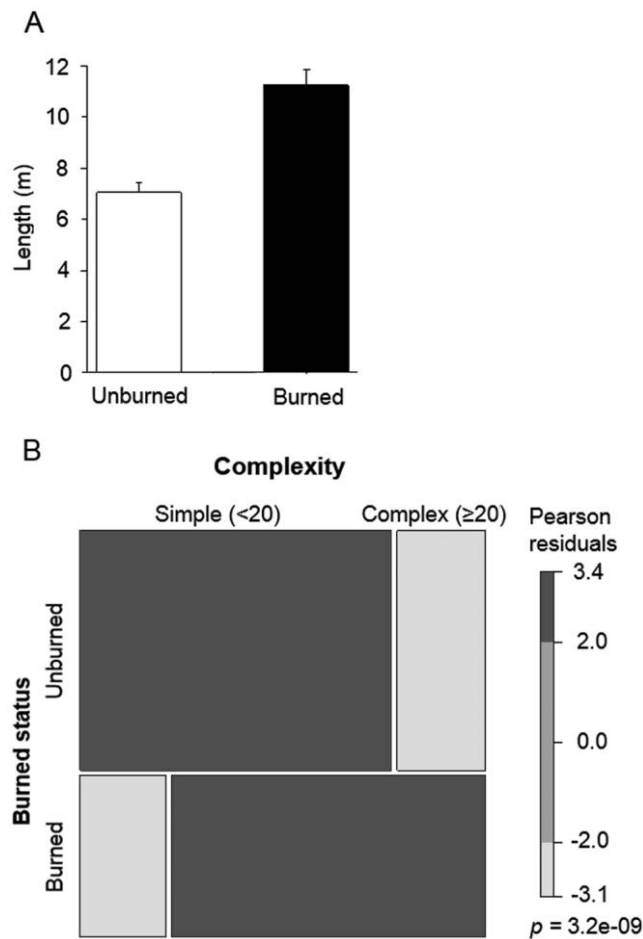 A
Length (m)
12
10
8
6
4
2
0
Unburned
Burned
B
Complexity
Simple (<20)
Complex (≥20)
Burned status
Unburned
Burned
Pearson
residuals
3.4
2.0
0.0
-2.0
-3.1
p = 3.2e-09